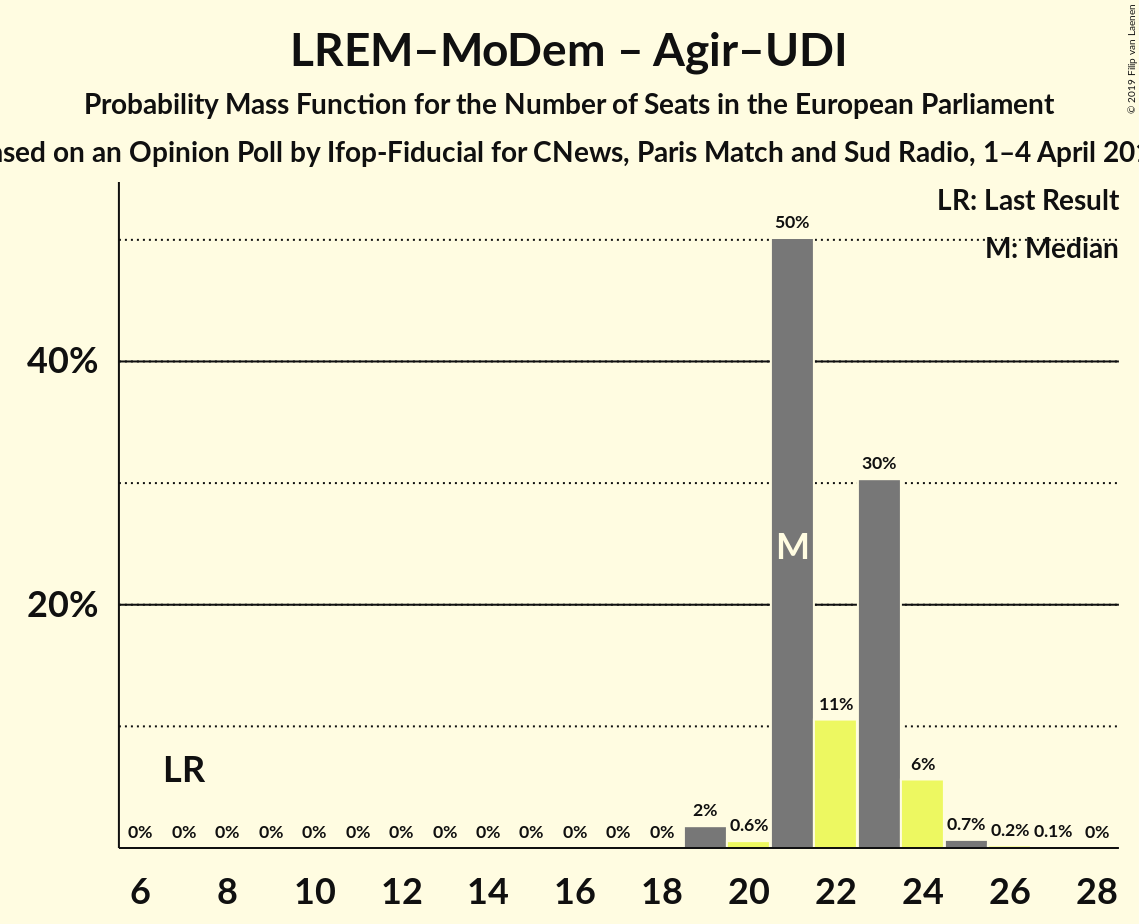 © 2019 Filip van Laenen
LREM–MoDem – Agir–UDI
Probability Mass Function for the Number of Seats in the European Parliament
on an Opinion Poll by Ifop-Fiducial for CNews, Paris Match and Sud Radio, 1–4 April
LR: Last Result
M: Median
50%
40%
30%
M
20%
11%
LR
6%
2%
0% 0% 0% 0% 0% 0% 0% 0% 0% 0% 0% 0% 0% 0.6% 0.7% 0.2% 0.1% 0%
6 8 10 12 14 16 18 20 22 24 26 28